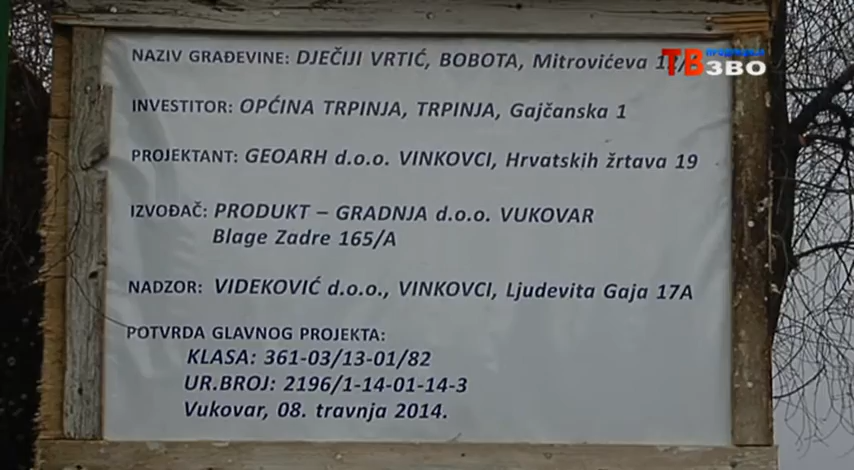 NAZIV GRAĐEVINE: DJEČIJI VRTIĆ, BOBOTA, Mitrovićeva
INVESTITOR: OPĆINA TRPINJA, TRPINJA, Gajčanska 1
PROJEKTANT: GEOARH d.o.o. VINKOVCI, Hrvatskih žrtava 19
IZVOĐAČ: PRODUKT – GRADNJA d.o.o. VUKOVAR
Blage Zadre 165/A
NADZOR: VIDEKOVIĆ d.o.o., VINKOVCI, Ljudevita Gaja 17A
POTVRDA GLAVNOG PROJEKTA:
KLASA: 361-03/13-01/82
UR.BROJ: 2196/1-14-01-14-3
Vukovar, 08. travnja 2014.
ТВ
ЗВО